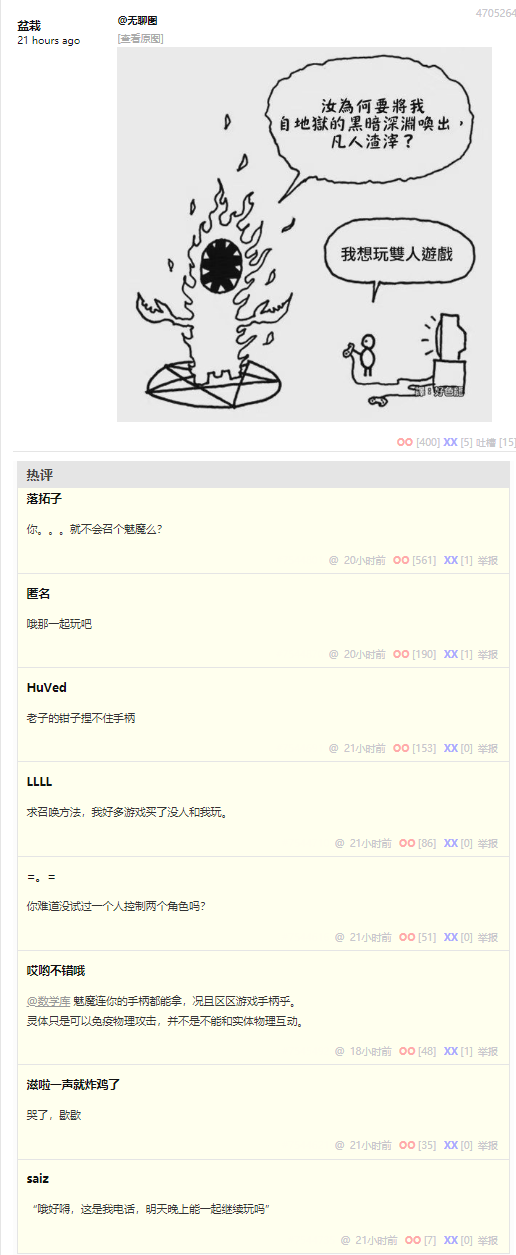 盆栽
21 hours ago
@无聊图
4705264
[查看原图]
汝為何要將我
自地獄的黑暗深淵喚出，
凡人渣滓？
我想玩雙人遊戲
OO [400] XX [5] 吐槽 [15]
热评
落拓子
你。。。就不会召个魅魔么？
@ 20小时前 OO [561] XX [1] 举报
匿名
哦那一起玩吧
@ 20小时前 OO [190] XX [1] 举报
HuVed
老子的钳子捏不住手柄
@ 21小时前 OO [153] XX [0] 举报
LLLL
求召唤方法，我好多游戏买了没人和我玩。
@ 21小时前 OO [86] XX [0] 举报
=。=
你难道没试过一个人控制两个角色吗？
@ 21小时前 OO [51] XX [0] 举报
哎哟不错哦
@数学库 魅魔连你的手柄都能拿，况且区区游戏手柄乎。
灵体只是可以免疫物理攻击，并不是不能和实体物理互动。
@ 18小时前 OO [48] XX [1] 举报
滋啦一声就炸鸡了
哭了，歇歇
@ 21小时前 OO [35] XX [0] 举报
saiz
“哦好嘚，这是我电话，明天晚上能一起继续玩吗”
@ 21小时前 OO [7] XX [0] 举报